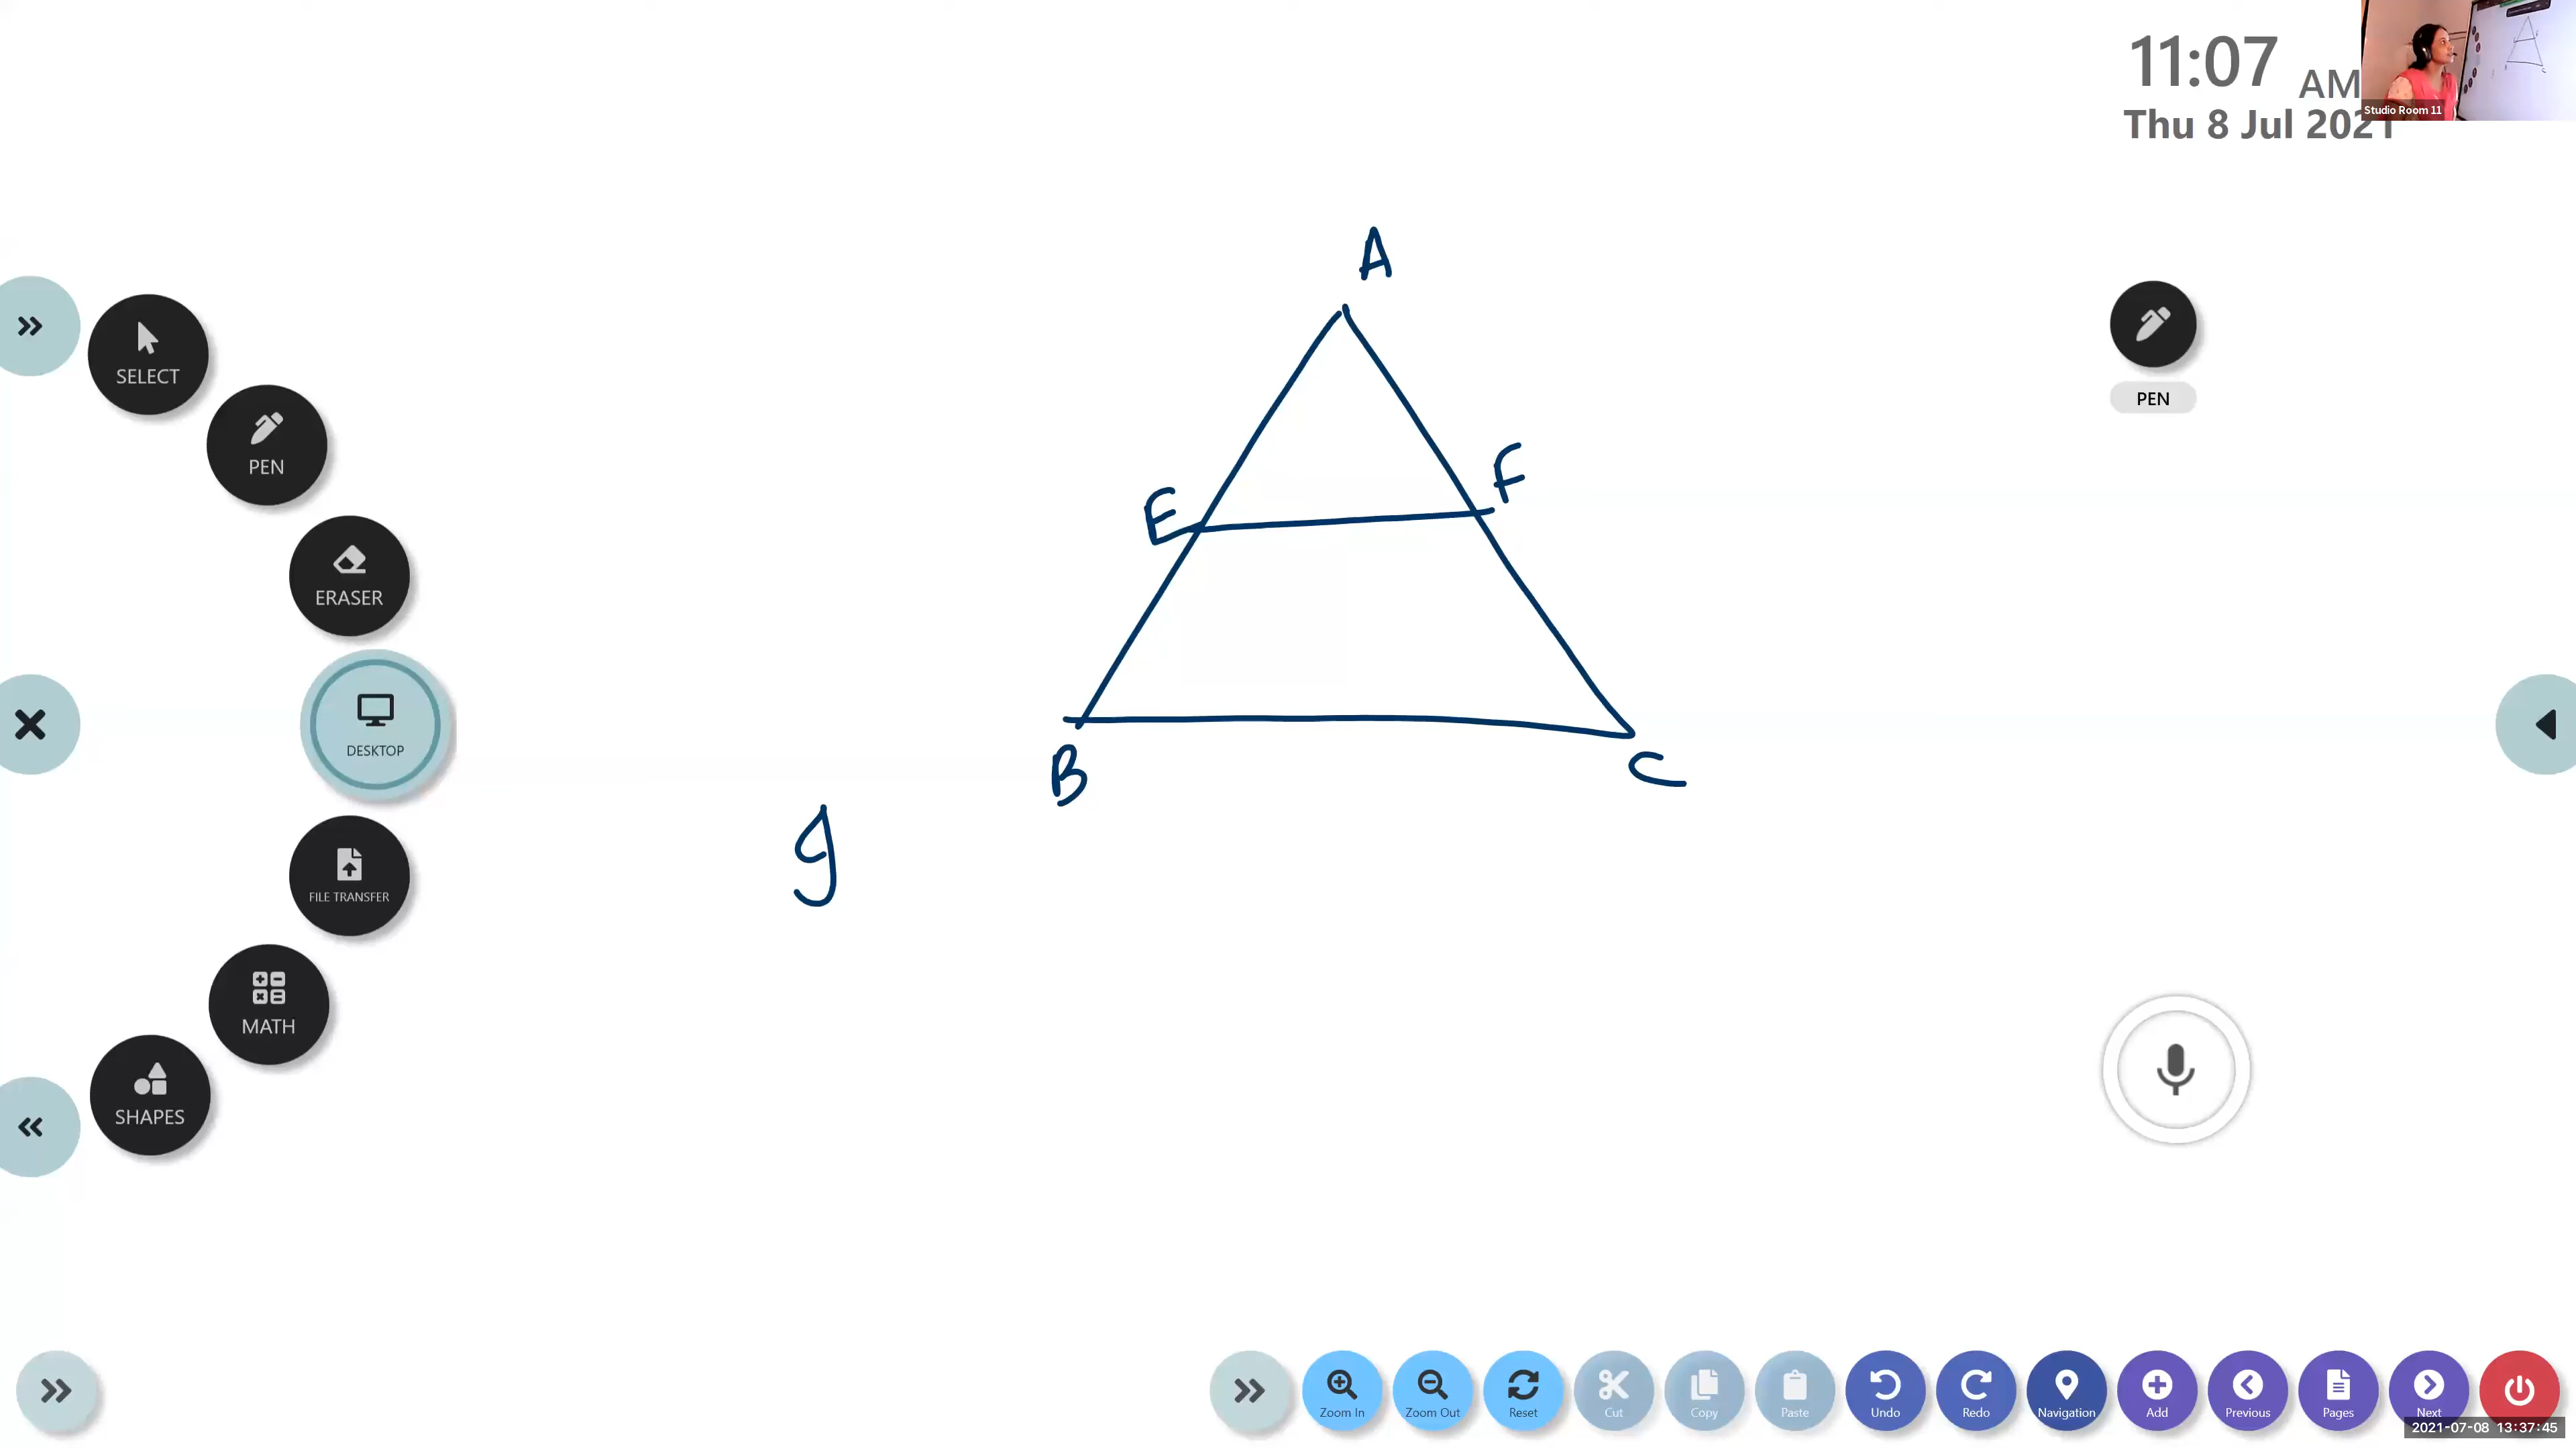 11:07 AM
Thu 8 Jul 2021
Studio Room 11
A
SELECT
PEN
PEN
E
F
ERASER
DESKTOP
B
C
g
FILE TRANSFER
MATH
SHAPES
Zoom In
Zoom Out
Reset
Cut
Copy
Paste
Undo
Redo
Navigation
Add
Previous
Pages
Next
2021-07-08 13:37:45